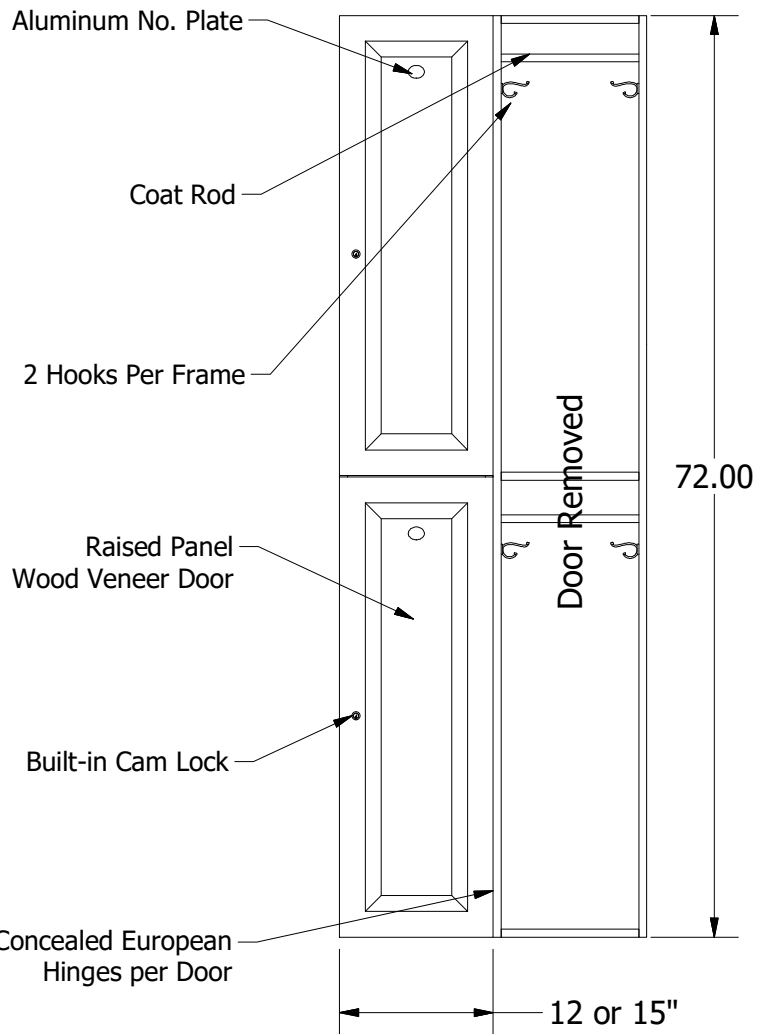 Aluminum No. Plate
Coat Rod
2 Hooks Per Frame
Door Removed
72.00
Raised Panel
Wood Veneer Door
Built-in Cam Lock
Concealed European
Hinges per Door
12 or 15"